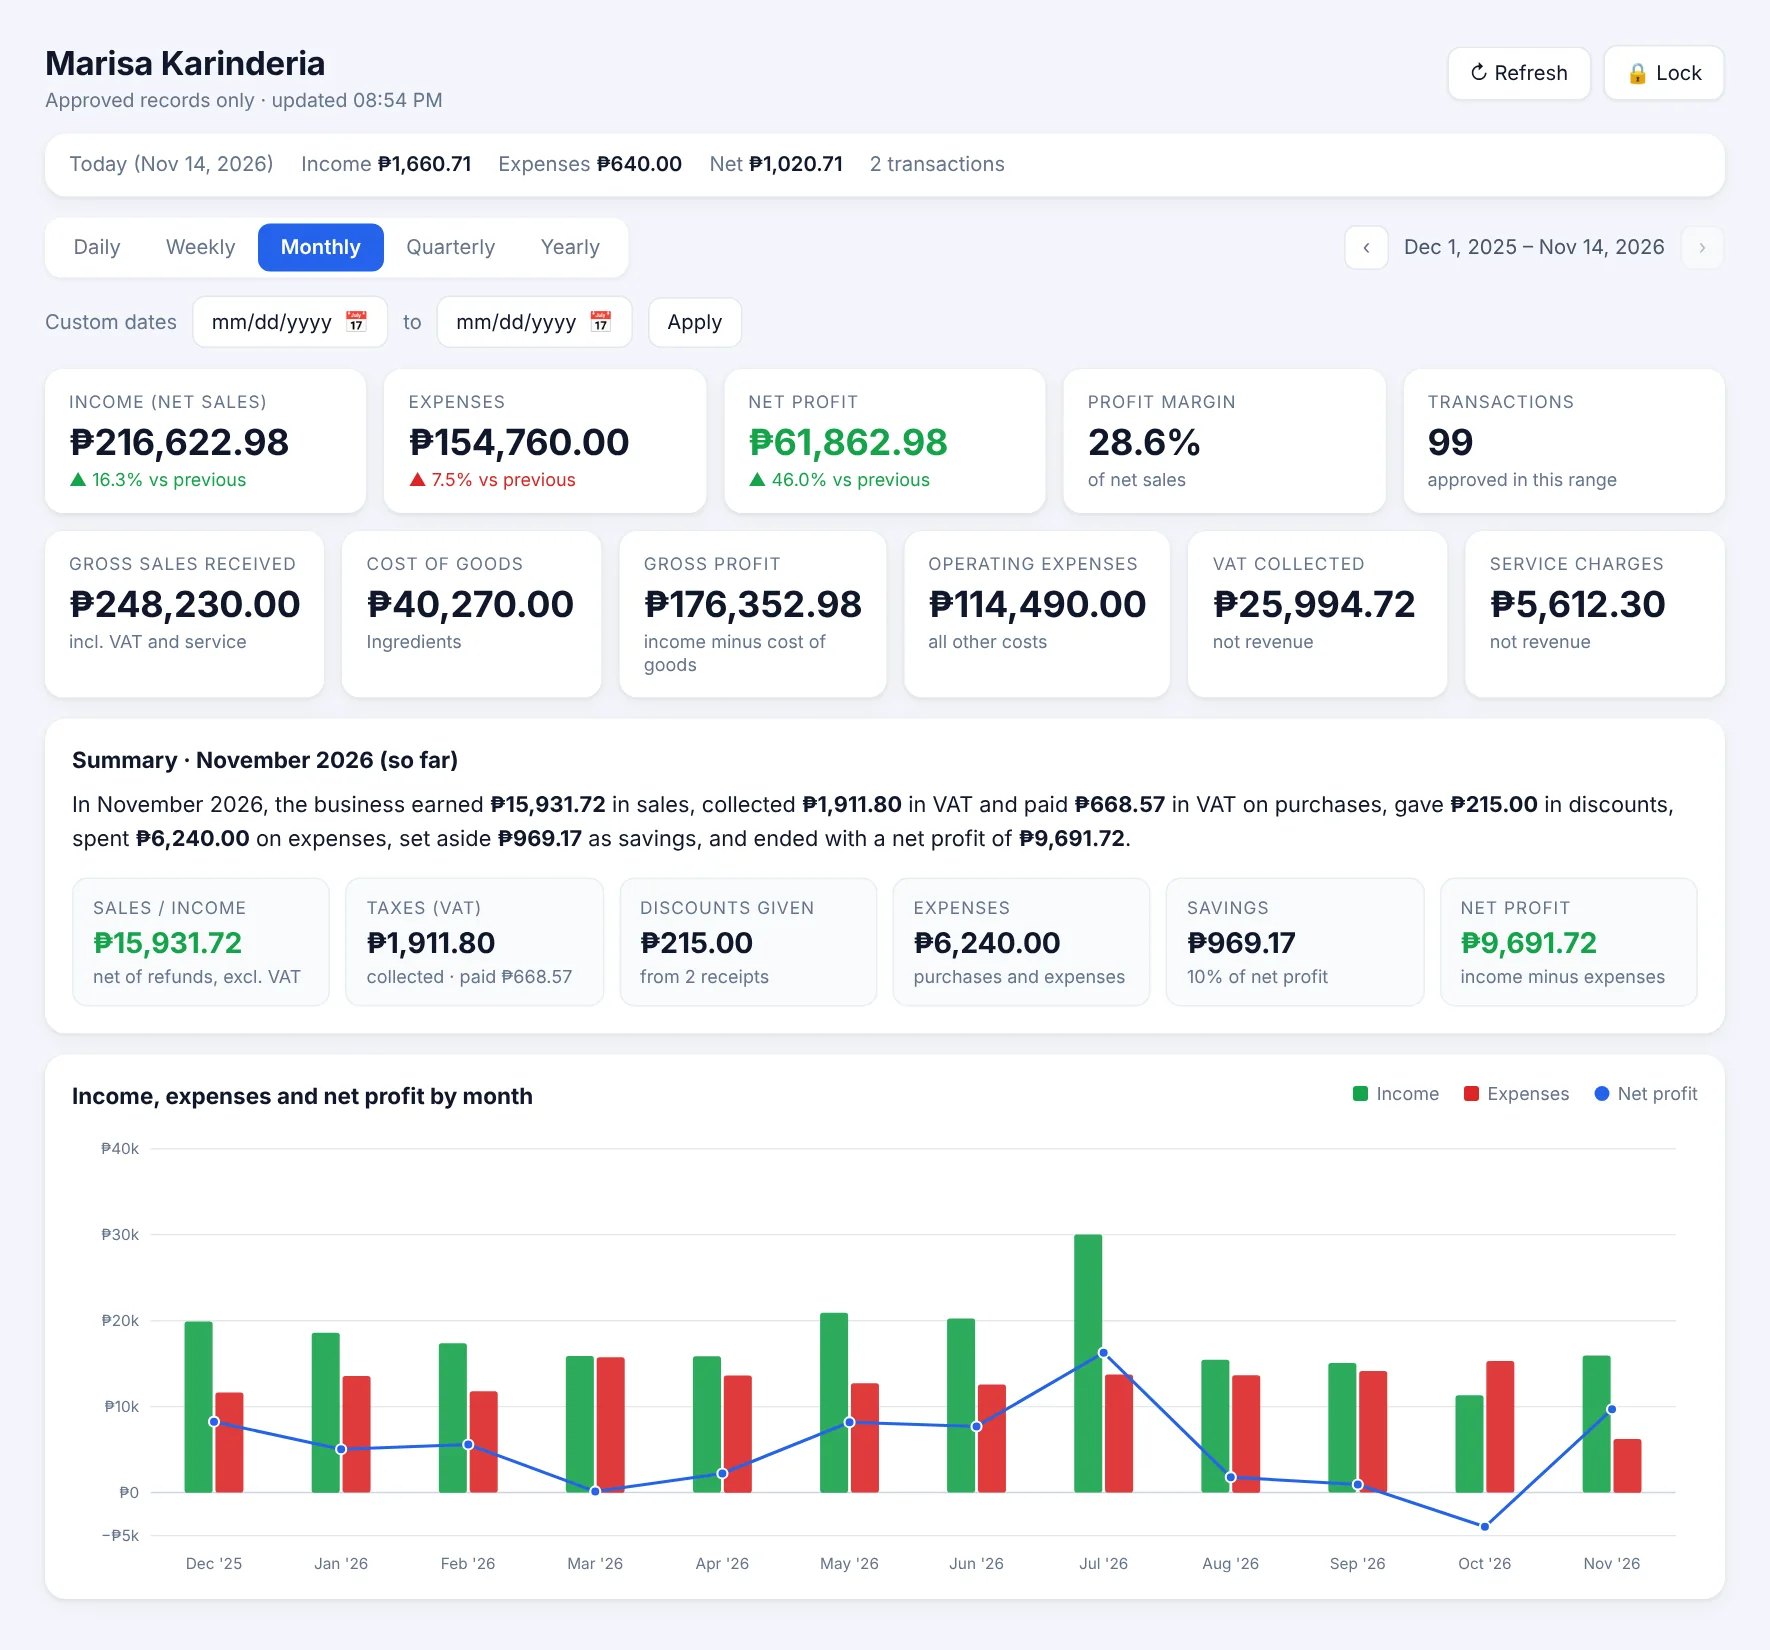 Marisa Karinderia
Approved records only · updated 08:54 PM
↻ Refresh
🔒 Lock
Today (Nov 14, 2026) Income ₱1,660.71 Expenses ₱640.00 Net ₱1,020.71 2 transactions
Daily Weekly Monthly Quarterly Yearly
‹ Dec 1, 2025 – Nov 14, 2026 ›
Custom dates mm/dd/yyyy 📅 to mm/dd/yyyy 📅 Apply
INCOME (NET SALES)
₱216,622.98
▲ 16.3% vs previous
EXPENSES
₱154,760.00
▲ 7.5% vs previous
NET PROFIT
₱61,862.98
▲ 46.0% vs previous
PROFIT MARGIN
28.6%
of net sales
TRANSACTIONS
99
approved in this range
GROSS SALES RECEIVED
₱248,230.00
incl. VAT and service
COST OF GOODS
₱40,270.00
Ingredients
GROSS PROFIT
₱176,352.98
income minus cost of
goods
OPERATING EXPENSES
₱114,490.00
all other costs
VAT COLLECTED
₱25,994.72
not revenue
SERVICE CHARGES
₱5,612.30
not revenue
Summary · November 2026 (so far)
In November 2026, the business earned ₱15,931.72 in sales, collected ₱1,911.80 in VAT and paid ₱668.57 in VAT on purchases, gave ₱215.00 in discounts,
spent ₱6,240.00 on expenses, set aside ₱969.17 as savings, and ended with a net profit of ₱9,691.72.
SALES / INCOME
₱15,931.72
net of refunds, excl. VAT
TAXES (VAT)
₱1,911.80
collected · paid ₱668.57
DISCOUNTS GIVEN
₱215.00
from 2 receipts
EXPENSES
₱6,240.00
purchases and expenses
SAVINGS
₱969.17
10% of net profit
NET PROFIT
₱9,691.72
income minus expenses
Income, expenses and net profit by month
Income Expenses Net profit
₱40k
₱30k
₱20k
₱10k
₱0
−₱5k
Dec '25 Jan '26 Feb '26 Mar '26 Apr '26 May '26 Jun '26 Jul '26 Aug '26 Sep '26 Oct '26 Nov '26